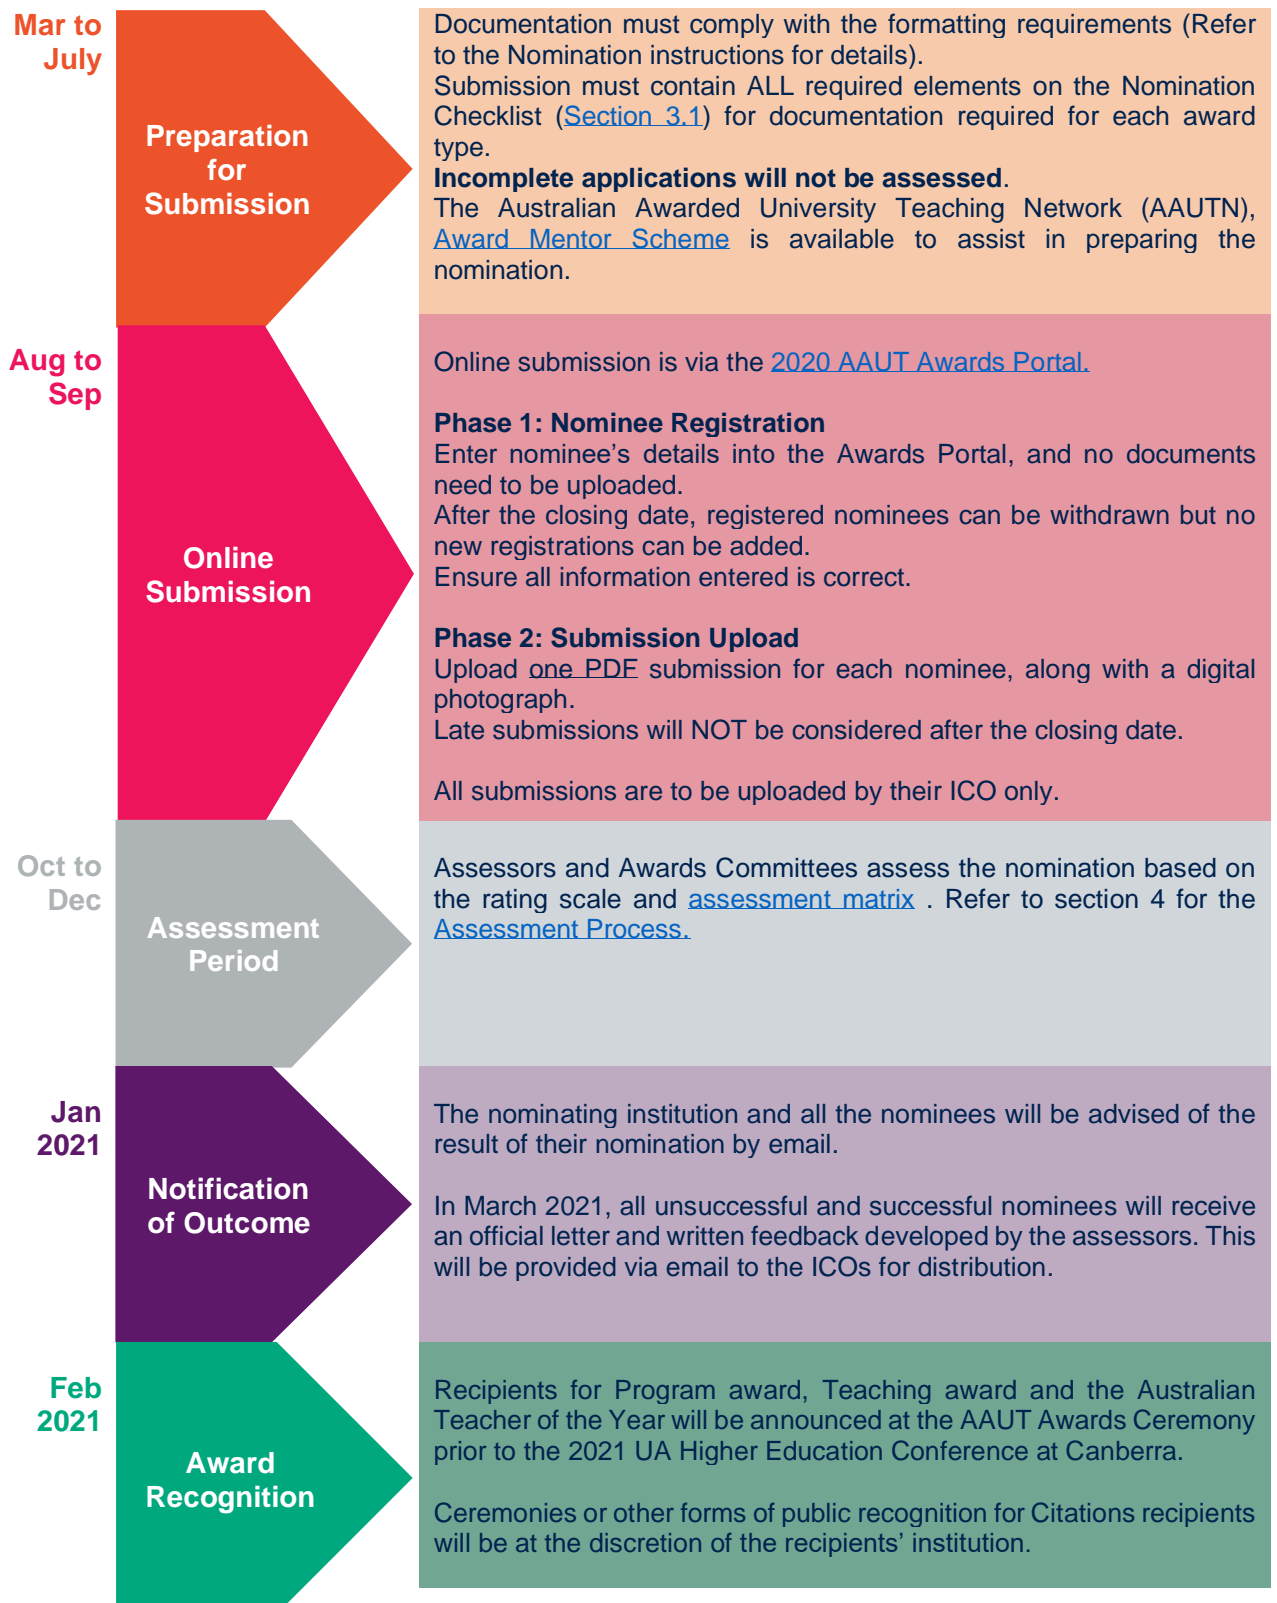 Mar to
July
Preparation
for
Submission
Documentation must comply with the formatting requirements (Refer
to the Nomination instructions for details).
Submission must contain ALL required elements on the Nomination
Checklist (Section 3.1) for documentation required for each award
type.
Incomplete applications will not be assessed.
The Australian Awarded University Teaching Network (AAUTN),
Award Mentor Scheme is available to assist in preparing the
nomination.
Aug to
Sep
Online
Submission
Online submission is via the 2020 AAUT Awards Portal.
Phase 1: Nominee Registration
Enter nominee’s details into the Awards Portal, and no documents
need to be uploaded.
After the closing date, registered nominees can be withdrawn but no
new registrations can be added.
Ensure all information entered is correct.
Phase 2: Submission Upload
Upload one PDF submission for each nominee, along with a digital
photograph.
Late submissions will NOT be considered after the closing date.
All submissions are to be uploaded by their ICO only.
Oct to
Dec
Assessment
Period
Assessors and Awards Committees assess the nomination based on
the rating scale and assessment matrix . Refer to section 4 for the
Assessment Process.
Jan
2021
Notification
of Outcome
The nominating institution and all the nominees will be advised of the
result of their nomination by email.
In March 2021, all unsuccessful and successful nominees will receive
an official letter and written feedback developed by the assessors. This
will be provided via email to the ICOs for distribution.
Feb
2021
Award
Recognition
Recipients for Program award, Teaching award and the Australian
Teacher of the Year will be announced at the AAUT Awards Ceremony
prior to the 2021 UA Higher Education Conference at Canberra.
Ceremonies or other forms of public recognition for Citations recipients
will be at the discretion of the recipients’ institution.